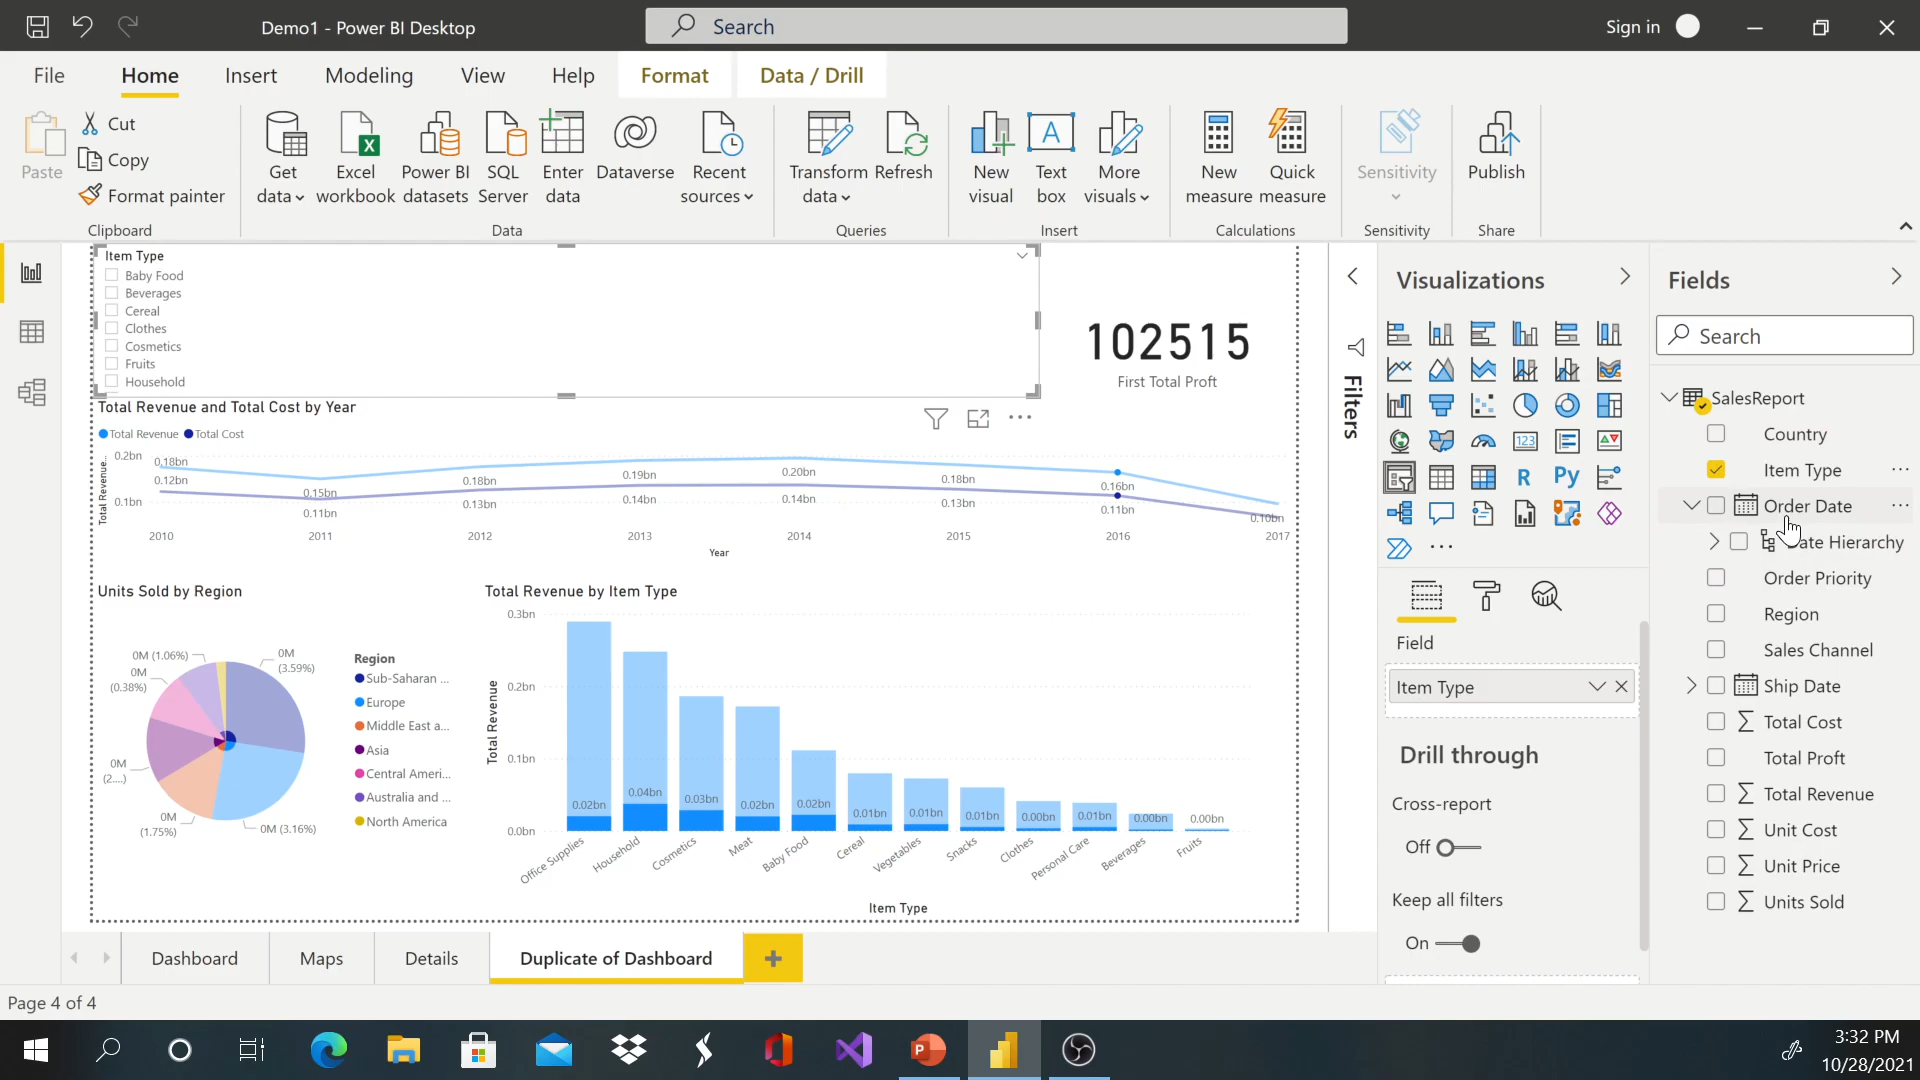 Demo1 - Power BI Desktop
Search
Sign in
File
Home
Insert
Modeling
View
Help
Format
Data / Drill
Paste
Cut
Copy
Format painter
Clipboard
Get data
Excel workbook
Power BI datasets
SQL Server
Enter data
Dataverse
Recent sources
Data
Transform data
Refresh
Queries
New visual
Text box
More visuals
Insert
New measure
Quick measure
Calculations
Sensitivity
Sensitivity
Publish
Share
Item Type
Baby Food
Beverages
Cereal
Clothes
Cosmetics
Fruits
Household
102515
First Total Proft
Total Revenue and Total Cost by Year
Total Revenue Total Cost
Total Revenue...
0.2bn
0.1bn
0.18bn
0.12bn
0.15bn
0.11bn
0.18bn
0.13bn
0.19bn
0.14bn
0.20bn
0.14bn
0.18bn
0.13bn
0.16bn
0.11bn
0.10bn
2010 2011 2012 2013 2014 2015 2016 2017
Year
Units Sold by Region
0M (1.06%)
0M (3.59%)
0M (0.38%)
0M (2....)
0M (1.75%)
0M (3.16%)
Region
Sub-Saharan ...
Europe
Middle East a...
Asia
Central Ameri...
Australia and ...
North America
Total Revenue by Item Type
Total Revenue
0.3bn
0.2bn
0.1bn
0.0bn
0.02bn 0.04bn 0.03bn 0.02bn 0.02bn 0.01bn 0.01bn 0.01bn 0.00bn 0.01bn 0.00bn 0.00bn
Office Supplies Household Cosmetics Meat Baby Food Cereal Vegetables Snacks Clothes Personal Care Beverages Fruits
Item Type
Filters
Visualizations
123
R
Py
Field
Item Type
Drill through
Cross-report
Off
Keep all filters
On
Fields
Search
SalesReport
Country
Item Type
Order Date
Date Hierarchy
Order Priority
Region
Sales Channel
Ship Date
Total Cost
Total Proft
Total Revenue
Unit Cost
Unit Price
Units Sold
Dashboard
Maps
Details
Duplicate of Dashboard
Page 4 of 4
3:32 PM
10/28/2021